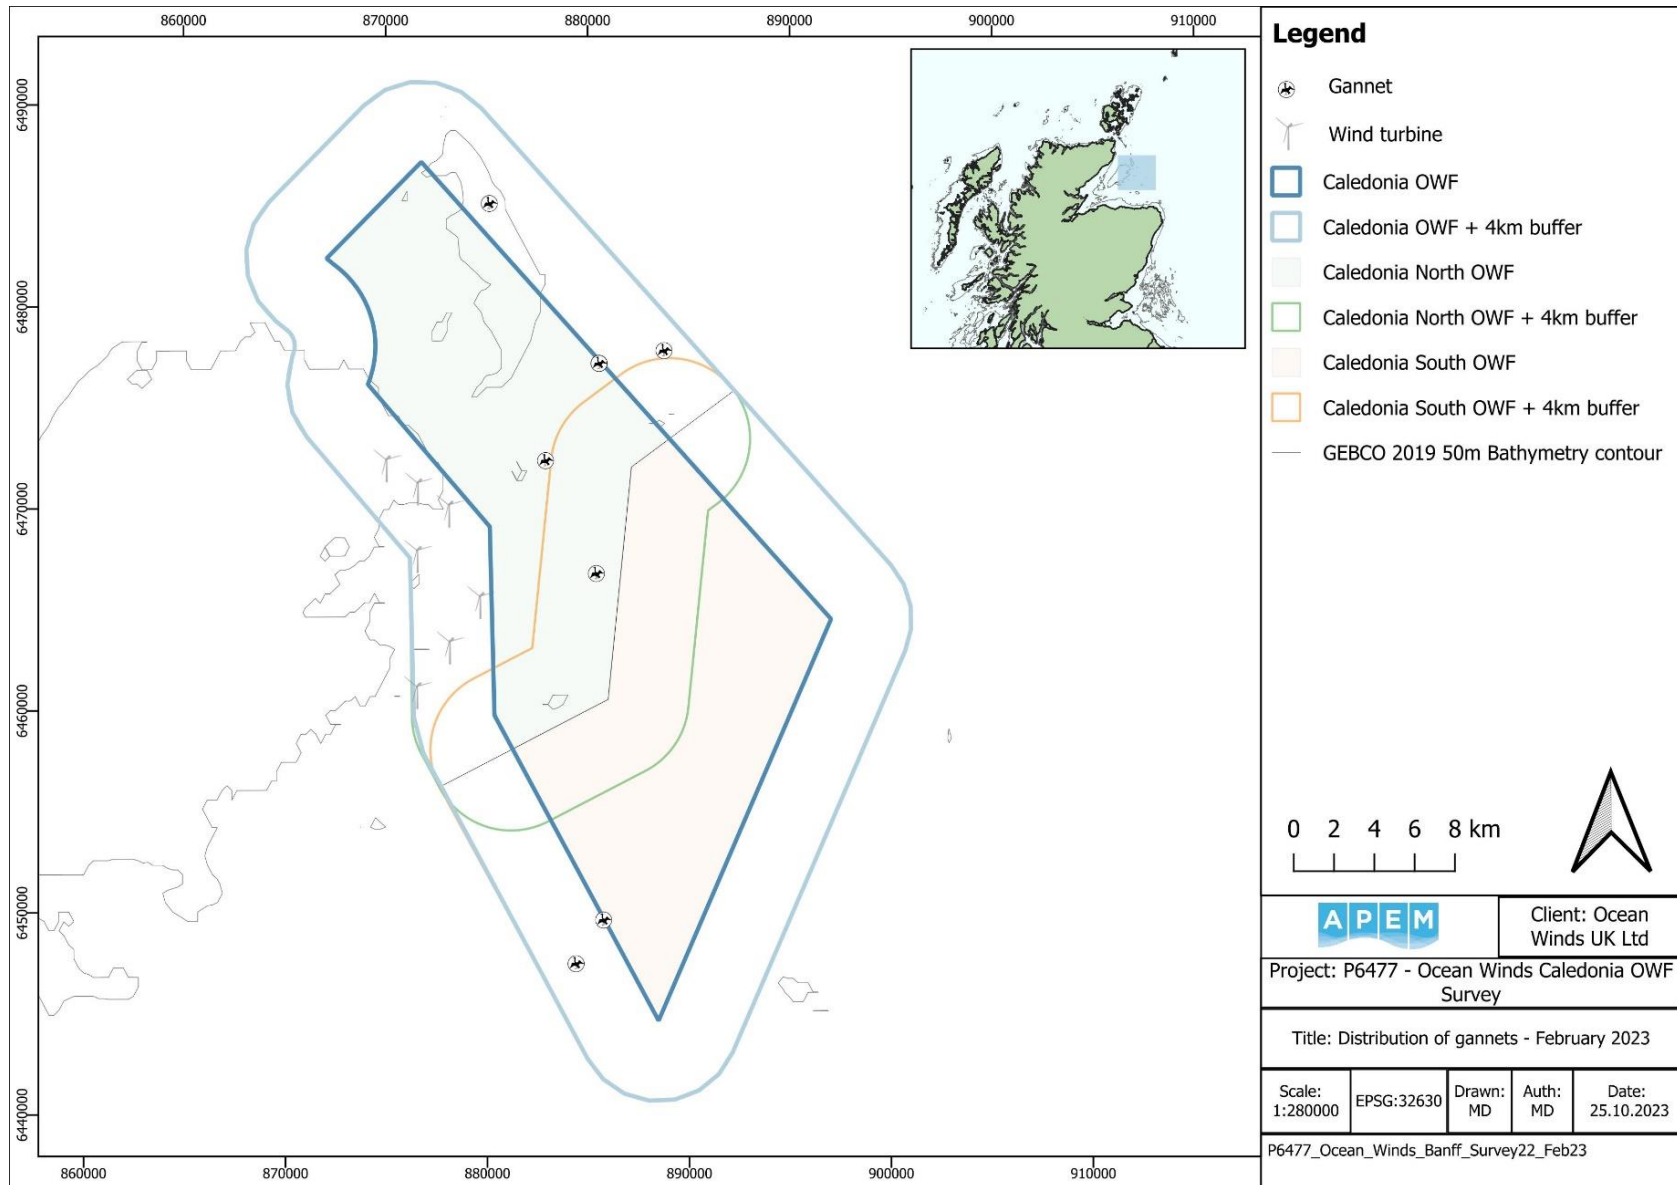 860000 870000 880000 890000 900000 910000
6490000
6480000
6470000
6460000
6450000
6440000
860000 870000 880000 890000 900000 910000
Legend
Gannet
Wind turbine
Caledonia OWF
Caledonia OWF + 4km buffer
Caledonia North OWF
Caledonia North OWF + 4km buffer
Caledonia South OWF
Caledonia South OWF + 4km buffer
GEBCO 2019 50m Bathymetry contour
0 2 4 6 8 km
APEM
Client: Ocean
Winds UK Ltd
Project: P6477 - Ocean Winds Caledonia OWF
Survey
Title: Distribution of gannets - February 2023
Scale:
1:280000
EPSG:32630
Drawn:
MD
Auth:
MD
Date:
25.10.2023
P6477_Ocean_Winds_Banff_Survey22_Feb23